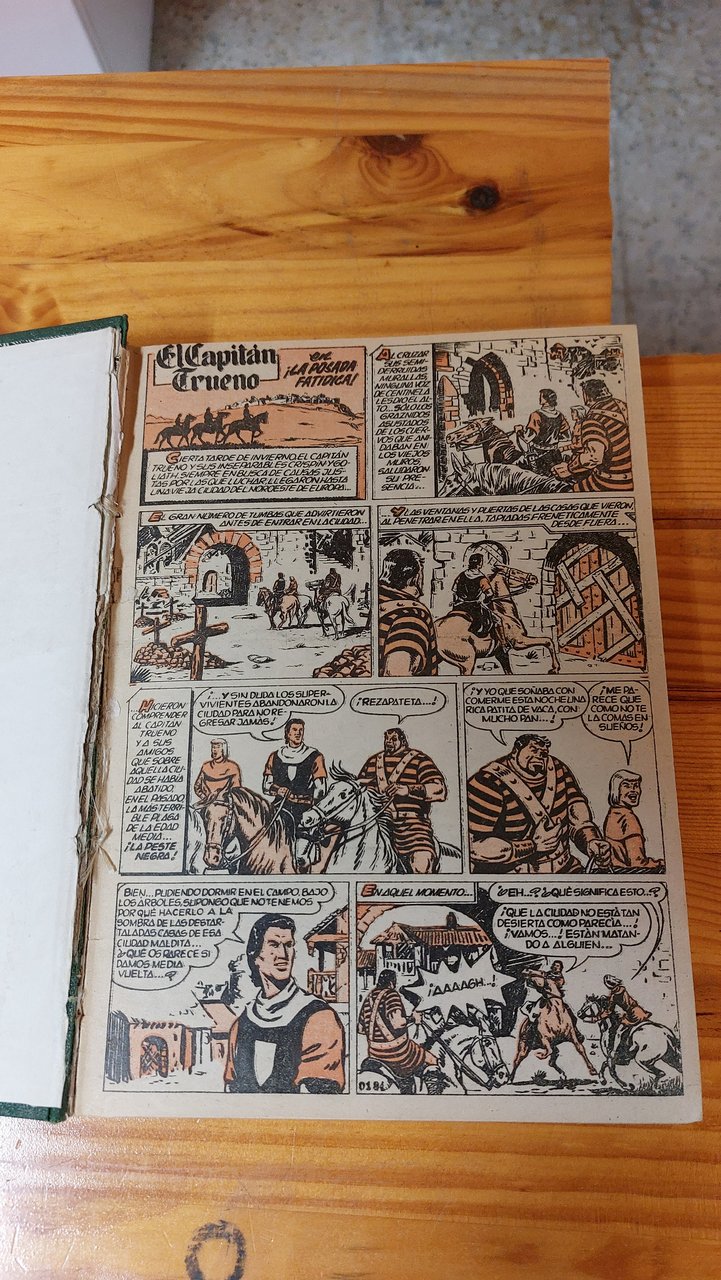 El Capitán
Trueno
en
¡LA POSADA
FATIDICA!
CIERTA TARDE DE INVIERNO, EL CAPITÁN
TRUENO Y SUS INSEPARABLES CRISPIN Y GO-
LIATH, SIEMPRE EN BUSCA DE CAUSAS JUS-
TAS POR LAS QUE LUCHAR, LLEGARON HASTA
UNA VIEJA CIUDAD DEL NOROESTE DE EUROPA...
AL CRUZAR
SUS SEMI-
DERRUIDAS
MURALLAS,
NINGUNA VOZ
DE CENTINELA
LES DIO EL AL-
TO... SÓLO LOS
GRAZNIDOS
ASUSTADOS
DE LOS CUER-
VOS QUE ANI-
DABAN EN
LOS VIEJOS
MUROS,
SALUDARON
SU PRE-
SENCIA...
EL GRAN NÚMERO DE TUMBAS QUE ADVIRTIERON
ANTES DE ENTRAR EN LA CIUDAD...
Y LAS VENTANAS Y PUERTAS DE LAS CASAS QUE VIERON,
AL PENETRAR EN ELLA, TAPIADAS FRENÉTICAMENTE
DESDE FUERA...
HICIERON
COMPRENDER
AL CAPITÁN
TRUENO
Y A SUS
AMIGOS
QUE SOBRE
AQUELLA CIU-
DAD SE HABÍA
ABATIDO,
EN EL PASADO,
LA MAS TERRI-
BLE PLAGA
DE LA EDAD
MEDIA...
¡LA PESTE
NEGRA!
¡...Y SIN DUDA LOS SUPER-
VIVIENTES ABANDONARON LA
CIUDAD PARA NO RE-
GRESAR JAMÁS!
¡REZAPATETA...!
¡Y YO QUE SOÑABA CON
COMERME ESTA NOCHE UNA
RICA PATITA DE VACA, CON
MUCHO PAN...!
¡ME PA-
RECE QUE
COMO NO TE
LA COMAS EN
SUEÑOS!
BIEN... PUDIENDO DORMIR EN EL CAMPO, BAJO
LOS ÁRBOLES, SUPONGO QUE NO TENEMOS
POR QUÉ HACERLO A LA
SOMBRA DE LAS DESTAR-
TALADAS CASAS DE ESA
CIUDAD MALDITA...
¿QUÉ OS PARECE SI
DAMOS MEDIA
VUELTA...?
EN AQUEL MOMENTO...
¿EH...? ¿QUÉ SIGNIFICA ESTO...?
¡QUE LA CIUDAD NO ESTÁ TAN
DESIERTA COMO PARECÍA...!
¡VAMOS...! ESTÁN MATAN-
DO A ALGUIEN...
¡AAAAGH...!